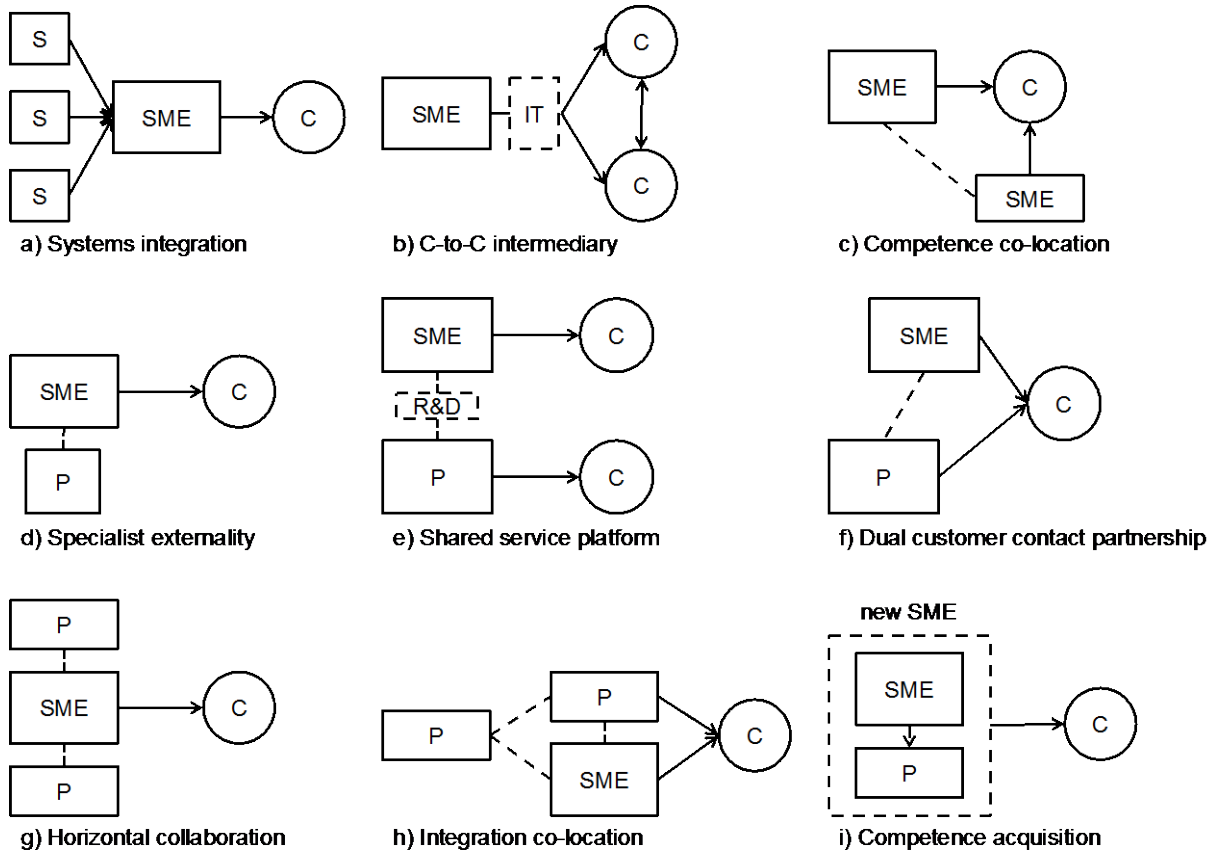 S
S
SME
C
S
a) Systems integration
C
SME
IT
C
b) C-to-C intermediary
SME
C
SME
c) Competence co-location
SME
C
P
d) Specialist externality
SME
C
R&D
P
C
e) Shared service platform
SME
C
P
f) Dual customer contact partnership
P
SME
C
P
g) Horizontal collaboration
P
P
C
SME
h) Integration co-location
new SME
SME
C
P
i) Competence acquisition